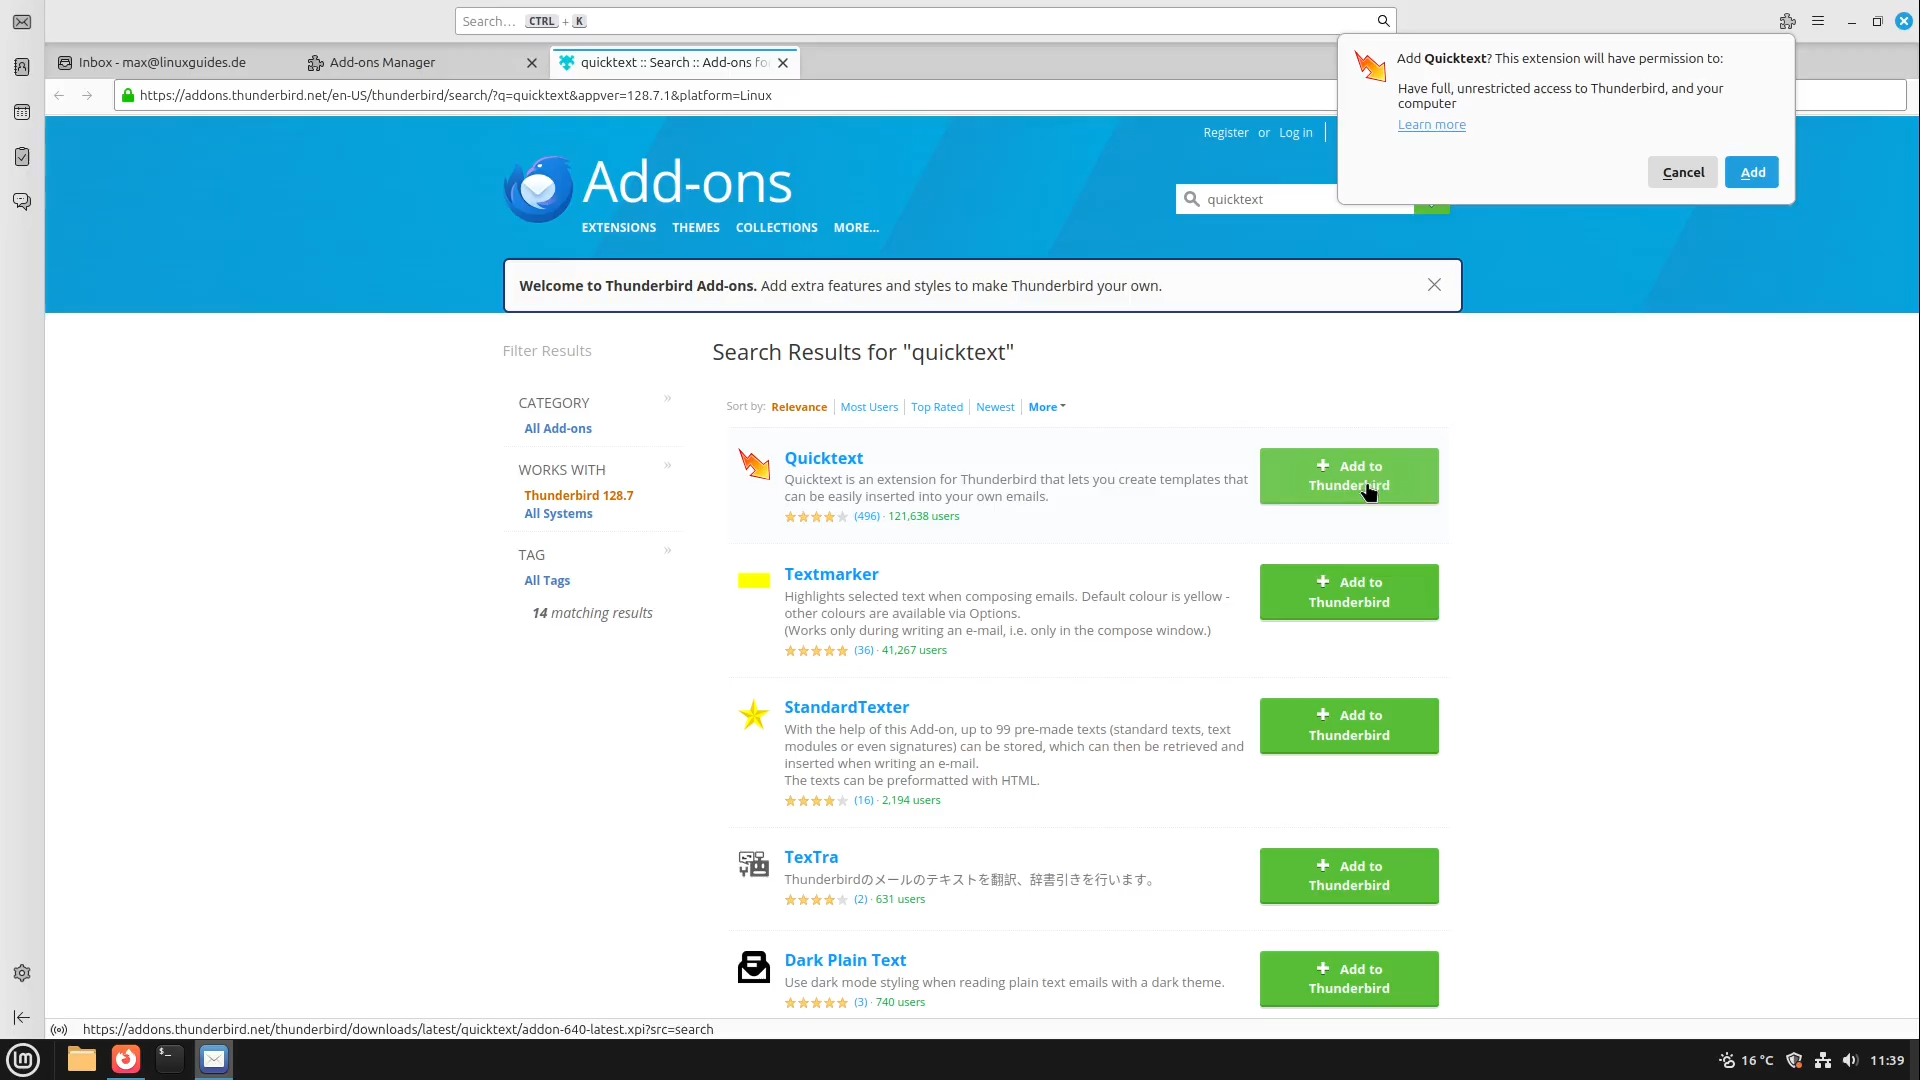 Search... CTRL + K
Inbox - max@linuxguides.de
Add-ons Manager
quicktext :: Search :: Add-ons fo
https://addons.thunderbird.net/en-US/thunderbird/search/?q=quicktext&appver=128.7.1&platform=Linux
Add Quicktext? This extension will have permission to:
Have full, unrestricted access to Thunderbird, and your
computer
Learn more
Cancel
Add
Register or Log in
Add-ons
quicktext
EXTENSIONS THEMES COLLECTIONS MORE...
Welcome to Thunderbird Add-ons. Add extra features and styles to make Thunderbird your own.
Filter Results
CATEGORY »
All Add-ons
WORKS WITH »
Thunderbird 128.7
All Systems
TAG »
All Tags
14 matching results
Search Results for "quicktext"
Sort by: Relevance Most Users Top Rated Newest More
Quicktext
Quicktext is an extension for Thunderbird that lets you create templates that
can be easily inserted into your own emails.
(496) · 121,638 users
Add to
Thunderbird
Textmarker
Highlights selected text when composing emails. Default colour is yellow -
other colours are available via Options.
(Works only during writing an e-mail, i.e. only in the compose window.)
(36) · 41,267 users
Add to
Thunderbird
StandardTexter
With the help of this Add-on, up to 99 pre-made texts (standard texts, text
modules or even signatures) can be stored, which can then be retrieved and
inserted when writing an e-mail.
The texts can be preformatted with HTML.
(16) · 2,194 users
Add to
Thunderbird
TexTra
Thunderbirdのメールのテキストを翻訳、辞書引きを行います。
(2) · 631 users
Add to
Thunderbird
Dark Plain Text
Use dark mode styling when reading plain text emails with a dark theme.
(3) · 740 users
Add to
Thunderbird
https://addons.thunderbird.net/thunderbird/downloads/latest/quicktext/addon-640-latest.xpi?src=search
16 °C
11:39